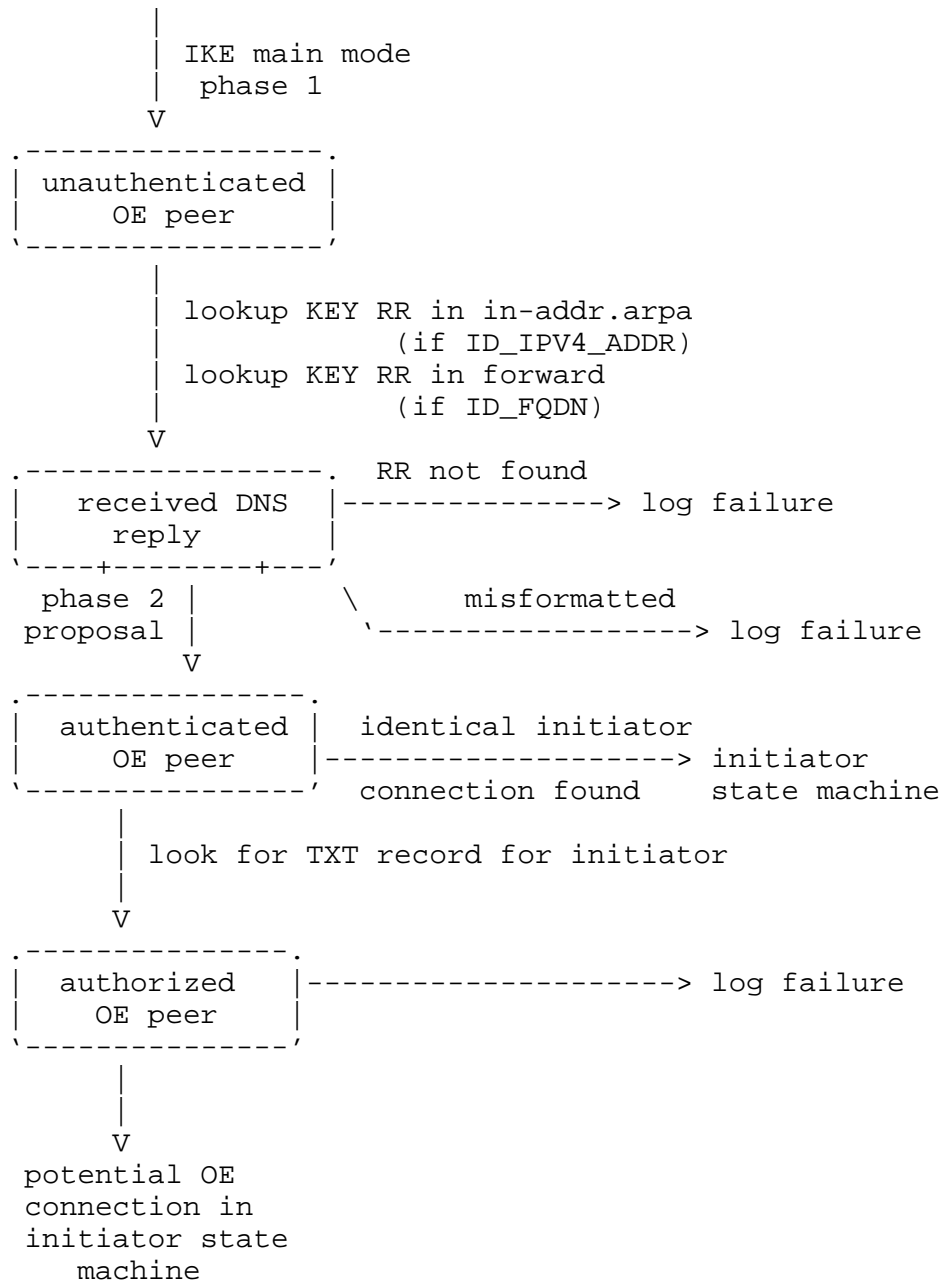 IKE main mode
phase 1
V
unauthenticated
OE peer
lookup KEY RR in in-addr.arpa
(if ID_IPV4_ADDR)
lookup KEY RR in forward
(if ID_FQDN)
V
RR not found
received DNS ---------------> log failure
reply
phase 2 misformatted
proposal '------------------> log failure
V
authenticated identical initiator
OE peer --------------------> initiator
connection found state machine
look for TXT record for initiator
V
authorized ---------------------> log failure
OE peer
V
potential OE
connection in
initiator state
machine